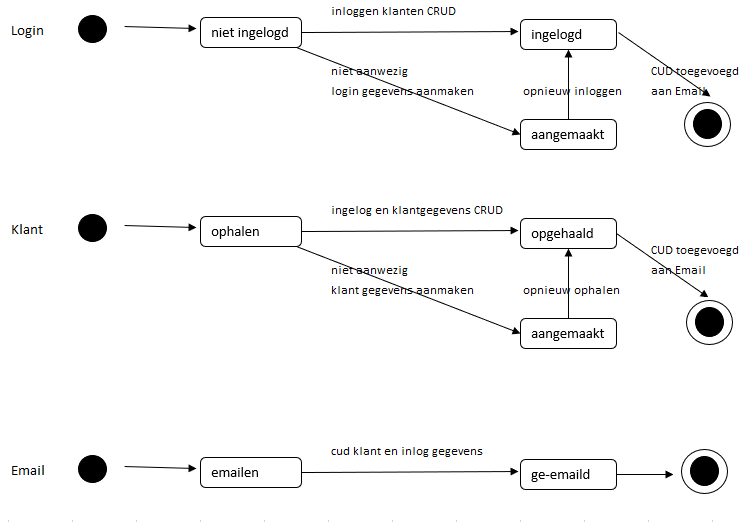 Login
niet ingelogd
inloggen klanten CRUD
ingelogd
niet aanwezig
login gegevens aanmaken
opnieuw inloggen
CUD toegevoegd
aan Email
aangemaakt
Klant
ophalen
ingelog en klantgegevens CRUD
opgehaald
niet aanwezig
klant gegevens aanmaken
opnieuw ophalen
CUD toegevoegd
aan Email
aangemaakt
Email
emailen
cud klant en inlog gegevens
ge-emaild